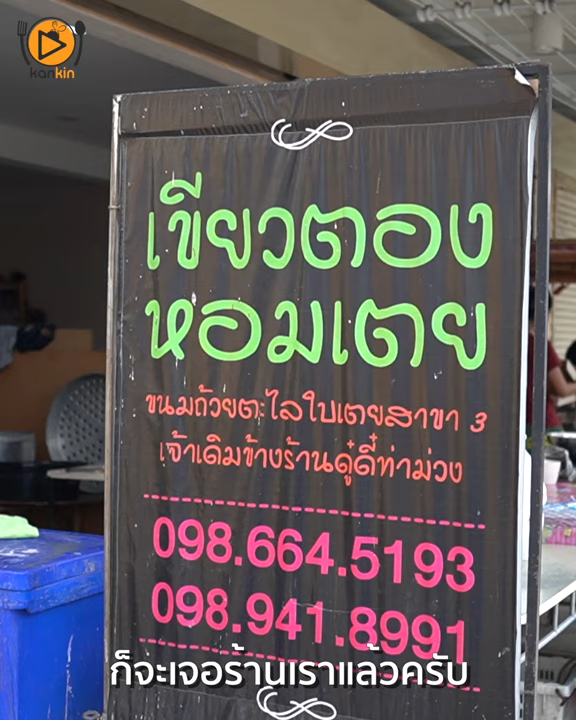 kankin
เขียวตอง
หอมเตย
ขนมถ้วยตะไลใบเตยสาขา 3
เจ้าเดิมข้างร้านดู๋ดี๋ท่าม่วง
098.664.5193
098.941.8991
ก็จะเจอร้านเราแล้วครับ